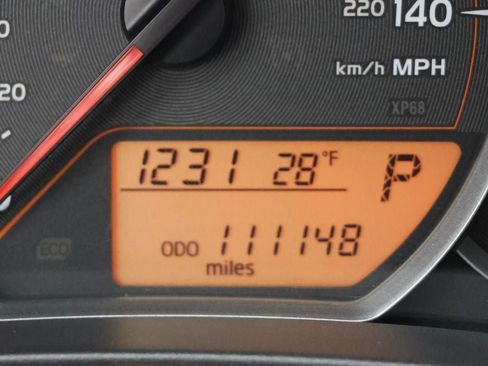 220 140
km/h MPH
20
XP68
1231 28°F P
ECO
ODO 111148
miles